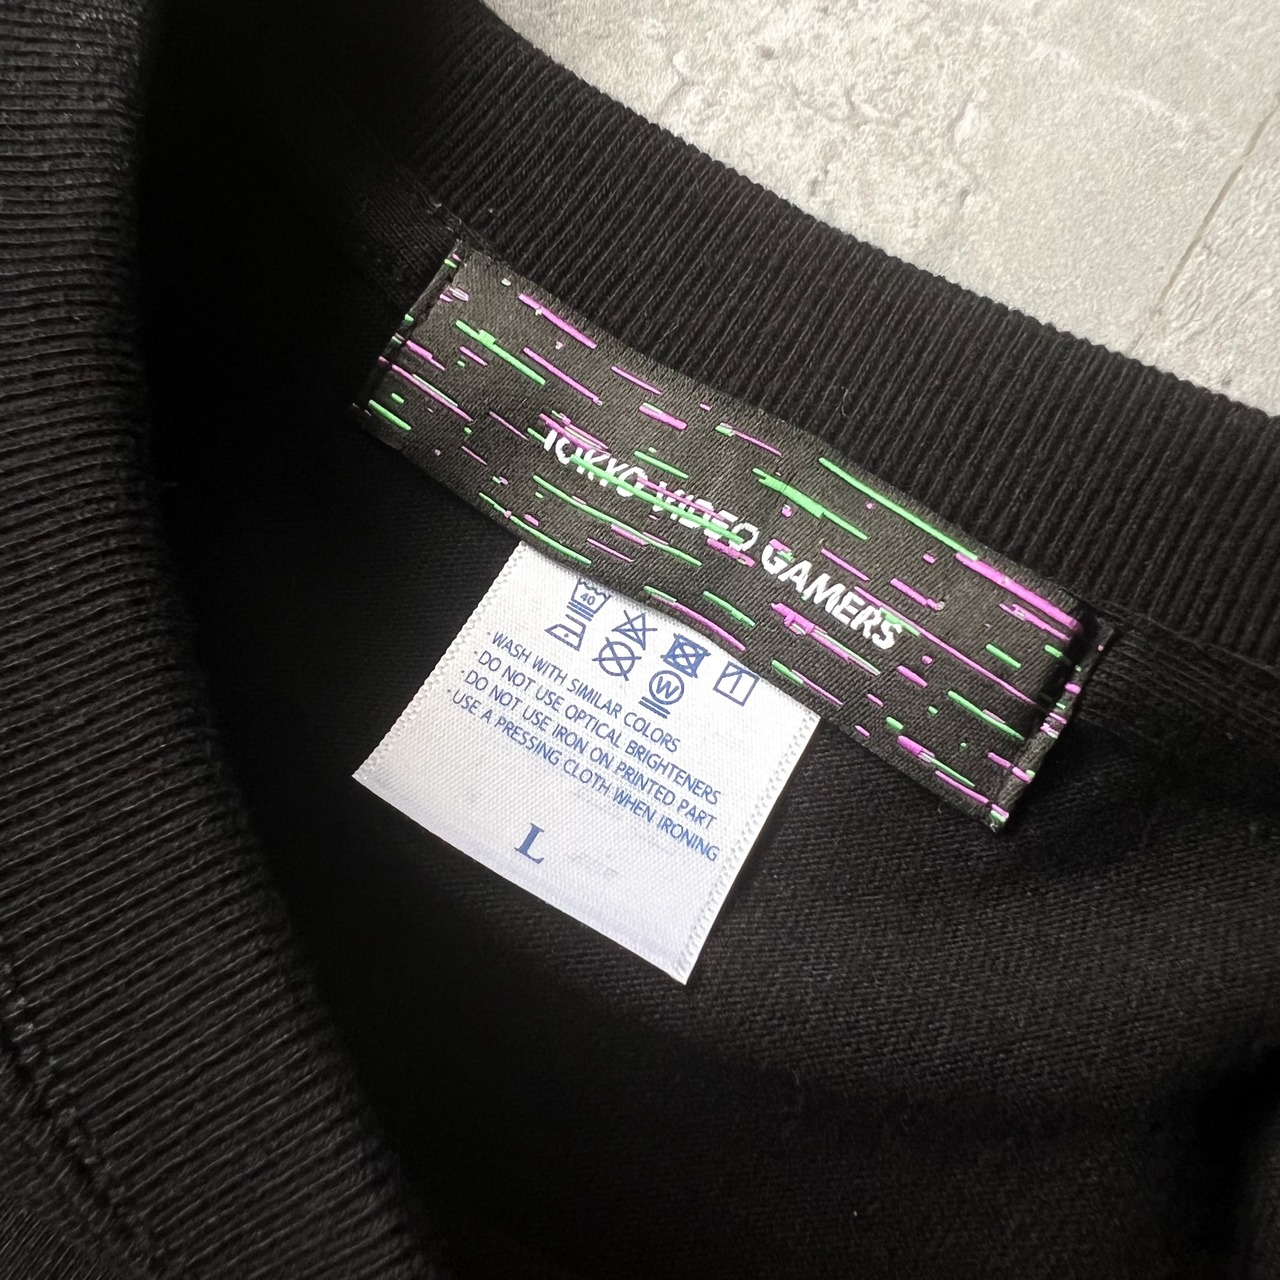 TOKYO VIDEO GAMERS
40
W
·WASH WITH SIMILAR COLORS
·DO NOT USE OPTICAL BRIGHTENERS
·DO NOT USE IRON ON PRINTED PART
·USE A PRESSING CLOTH WHEN IRONING
L